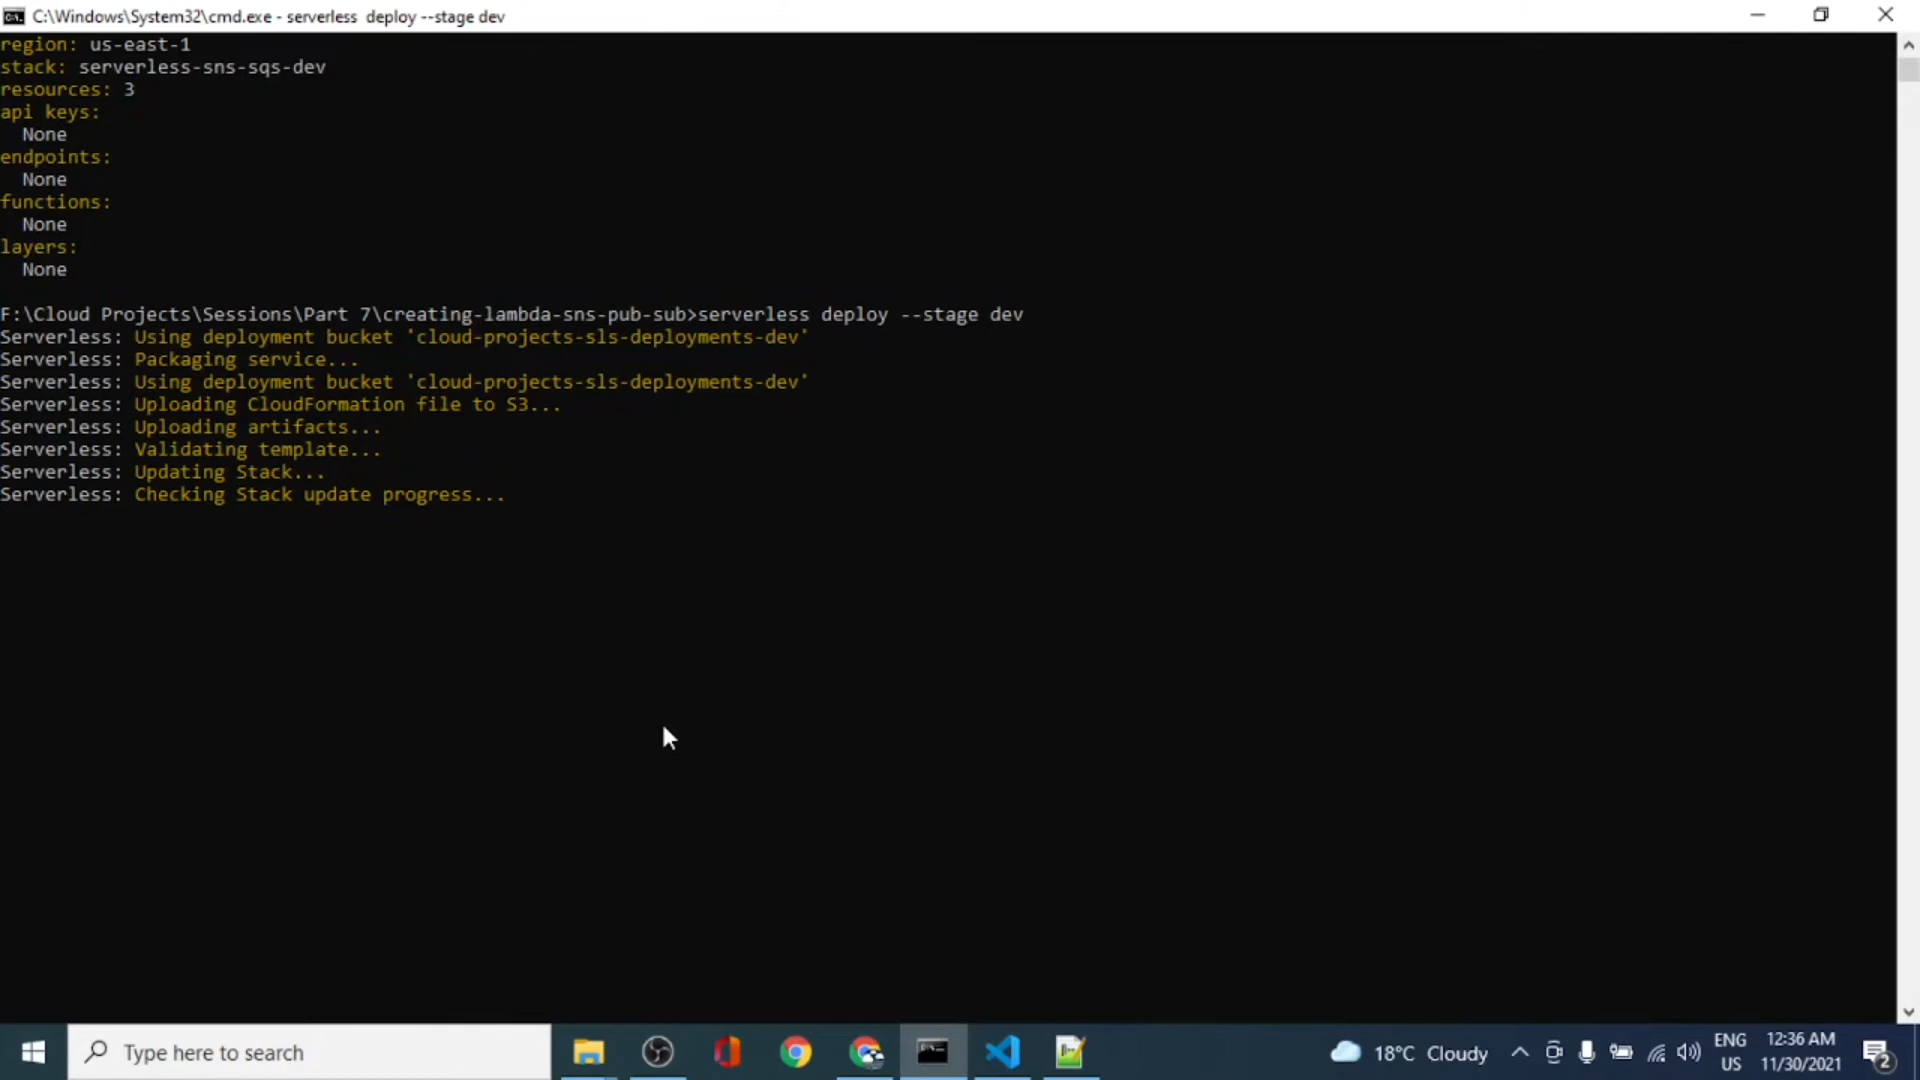 C:\Windows\System32\cmd.exe - serverless  deploy --stage dev
region: us-east-1
stack: serverless-sns-sqs-dev
resources: 3
api keys:
  None
endpoints:
  None
functions:
  None
layers:
  None
F:\Cloud Projects\Sessions\Part 7\creating-lambda-sns-pub-sub>serverless deploy --stage dev
Serverless: Using deployment bucket 'cloud-projects-sls-deployments-dev'
Serverless: Packaging service...
Serverless: Using deployment bucket 'cloud-projects-sls-deployments-dev'
Serverless: Uploading CloudFormation file to S3...
Serverless: Uploading artifacts...
Serverless: Validating template...
Serverless: Updating Stack...
Serverless: Checking Stack update progress...
Type here to search
18°C Cloudy
ENG
US
12:36 AM
11/30/2021
2